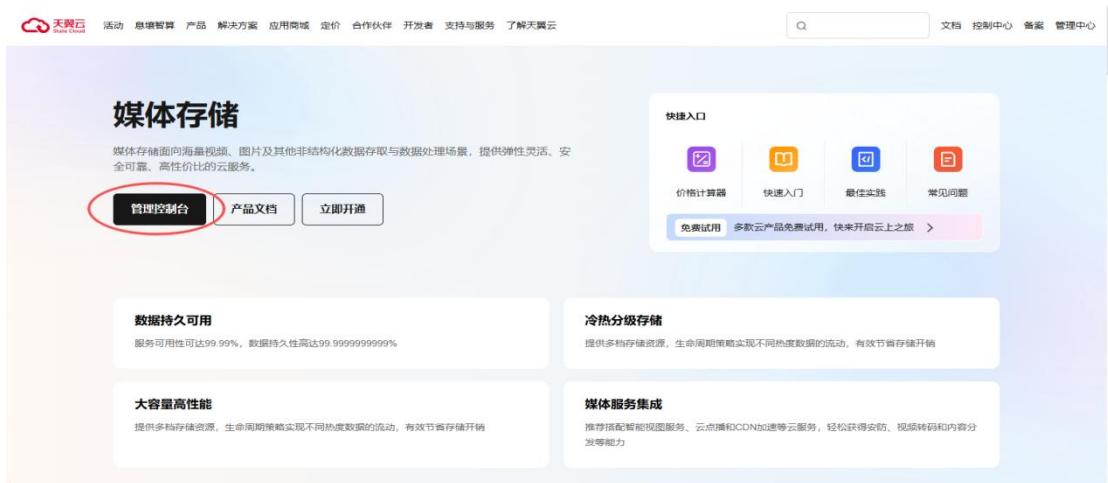 天翼云
State Cloud
活动 息壤智算 产品 解决方案 应用商城 定价 合作伙伴 开发者 支持与服务 了解天翼云
文档 控制中心 备案 管理中心
媒体存储
媒体存储面向海量视频、图片及其他非结构化数据存取与数据处理场景，提供弹性灵活、安
全可靠、高性价比的云服务。
管理控制台 产品文档 立即开通
快捷入口
价格计算器 快速入门 最佳实践 常见问题
免费试用 多款云产品免费试用，快来开启云上之旅
数据持久可用
服务可用性可达99.99%，数据持久性高达99.9999999999%
冷热分级存储
提供多档存储资源，生命周期策略实现不同热度数据的流动，有效节省存储开销
大容量高性能
提供多档存储资源，生命周期策略实现不同热度数据的流动，有效节省存储开销
媒体服务集成
推荐搭配智能视图服务、云点播和CDN加速等云服务，轻松获得安防、视频转码和内容分
发等能力